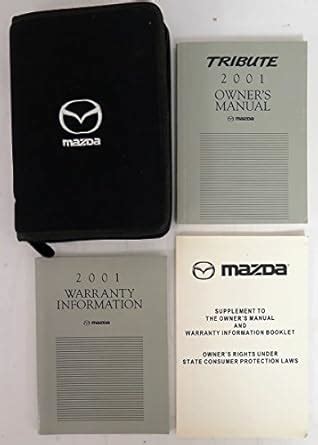 mazda
TRIBUTE
2001
OWNER'S
MANUAL
mazda
2001
WARRANTY
INFORMATION
mazda
mazda
SUPPLEMENT TO
THE OWNER'S MANUAL
AND
WARRANTY INFORMATION BOOKLET
OWNER'S RIGHTS UNDER
STATE CONSUMER PROTECTION LAWS